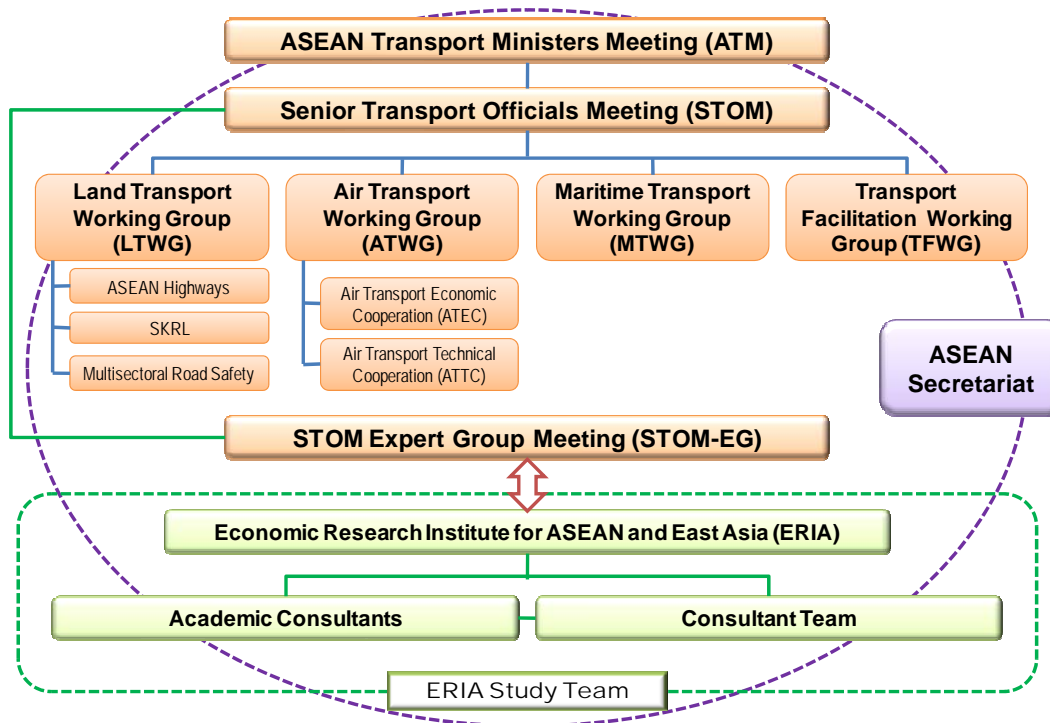 ASEAN Transport Ministers Meeting (ATM)
Senior Transport Officials Meeting (STOM)
Land Transport
Working Group
(LTWG)
Air Transport
Working Group
(ATWG)
Maritime Transport
Working Group
(MTWG)
Transport
Facilitation Working
Group (TFWG)
ASEAN Highways
SKRL
Multisectoral Road Safety
Air Transport Economic
Cooperation (ATEC)
Air Transport Technical
Cooperation (ATTC)
ASEAN
Secretariat
STOM Expert Group Meeting (STOM-EG)
Economic Research Institute for ASEAN and East Asia (ERIA)
Academic Consultants
Consultant Team
ERIA Study Team